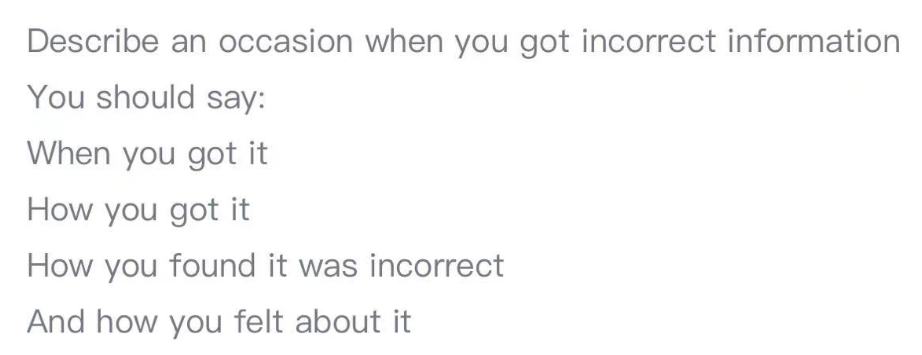 Describe an occasion when you got incorrect information
You should say:
When you got it
How you got it
How you found it was incorrect
And how you felt about it